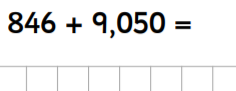 846 + 9,050 =